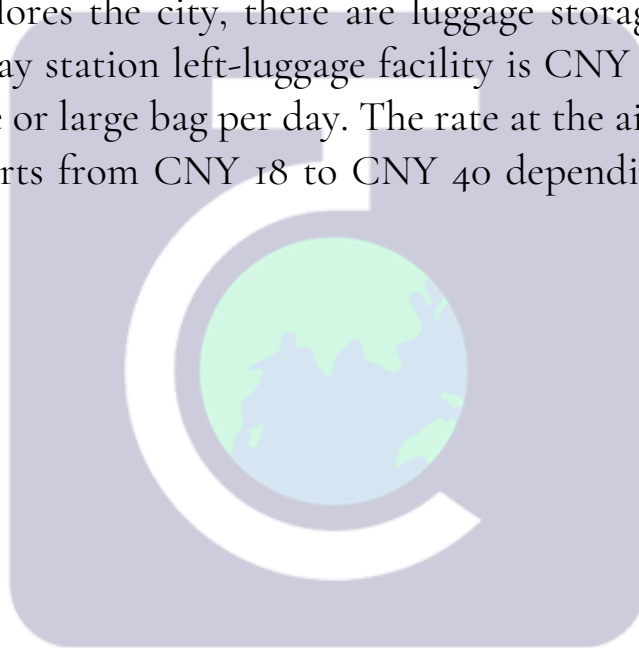 lores the city, there are luggage storag
ay station left-luggage facility is CNY
e or large bag per day. The rate at the ai
rts from CNY 18 to CNY 40 dependi